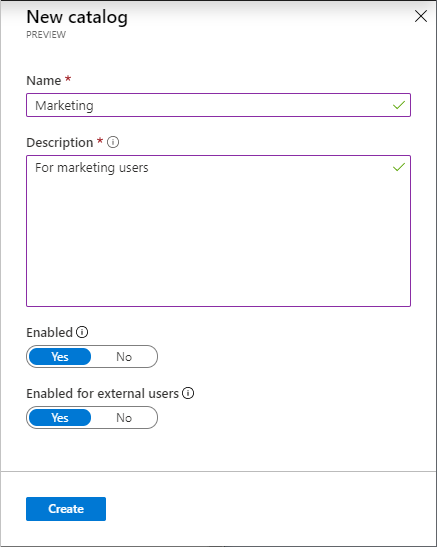 New catalog
PREVIEW
Name *
Marketing
Description *
For marketing users
Enabled
Yes No
Enabled for external users
Yes No
Create